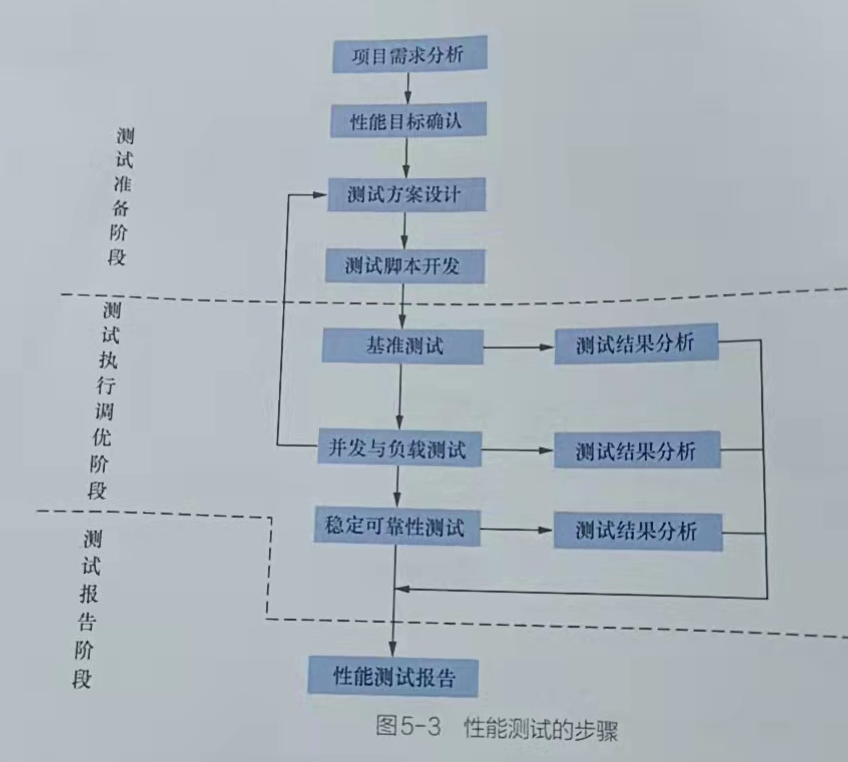 项目需求分析
性能目标确认
测试准备阶段
测试方案设计
测试脚本开发
测试执行调优阶段
基准测试
测试结果分析
并发与负载测试
测试结果分析
稳定可靠性测试
测试结果分析
测试报告阶段
性能测试报告
图5-3 性能测试的步骤